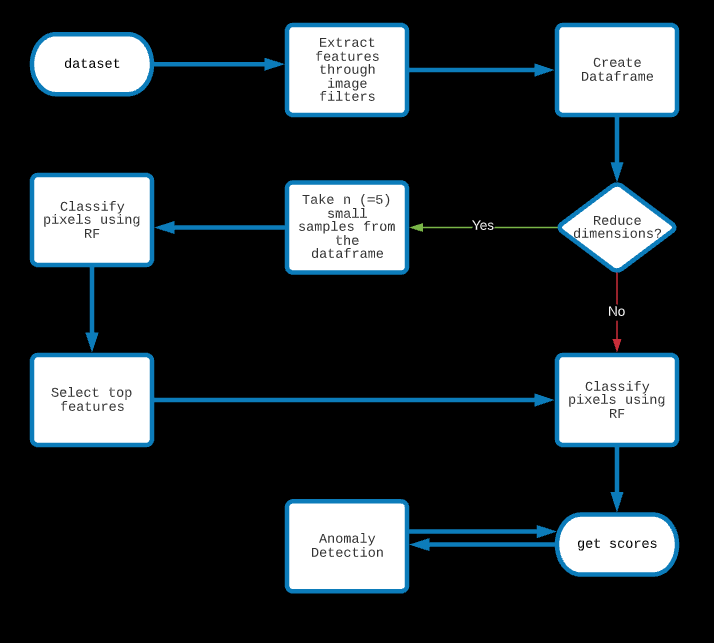 dataset
Extract
features
through
image
filters
Create
Dataframe
Classify
pixels using
RF
Take n (=5)
small
samples from
the
dataframe
Yes
Reduce
dimensions?
No
Select top
features
Classify
pixels using
RF
Anomaly
Detection
get scores